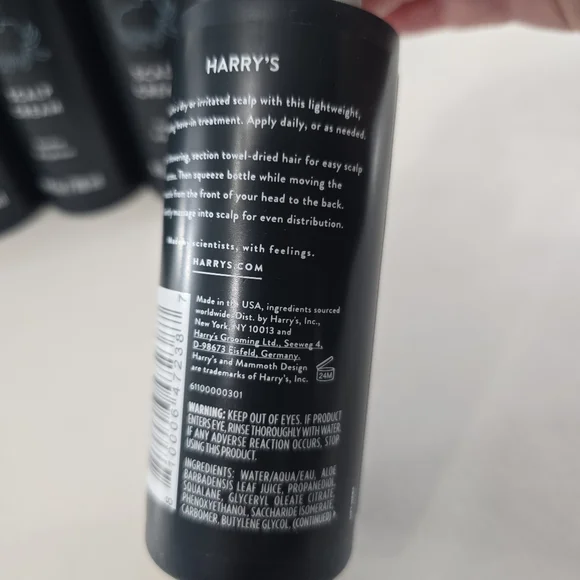 HARRY'S
dry or irritated scalp with this lightweight,
leave-in treatment. Apply daily, or as needed.
section towel-dried hair for easy scalp
Then squeeze bottle while moving the
from the front of your head to the back.
massage into scalp for even distribution.
Made by scientists, with feelings.
HARRYS.COM
Made in the USA, ingredients sourced
worldwide. Dist. by Harry's, Inc.,
New York, NY 10013 and
Harry's Grooming Ltd., Seeweg 4,
D-98673 Eisfeld, Germany.
Harry's and Mammoth Design
are trademarks of Harry's, Inc.
24M
61100000301
WARNING: KEEP OUT OF EYES. IF PRODUCT
ENTERS EYE, RINSE THOROUGHLY WITH WATER.
IF ANY ADVERSE REACTION OCCURS, STOP
USING THIS PRODUCT.
INGREDIENTS: WATER/AQUA/EAU, ALOE
BARBADENSIS LEAF JUICE, PROPANEDIOL,
SQUALANE, GLYCERYL OLEATE CITRATE,
PHENOXYETHANOL, SACCHARIDE ISOMERATE,
CARBOMER, BUTYLENE GLYCOL. (CONTINUED)
SCALP